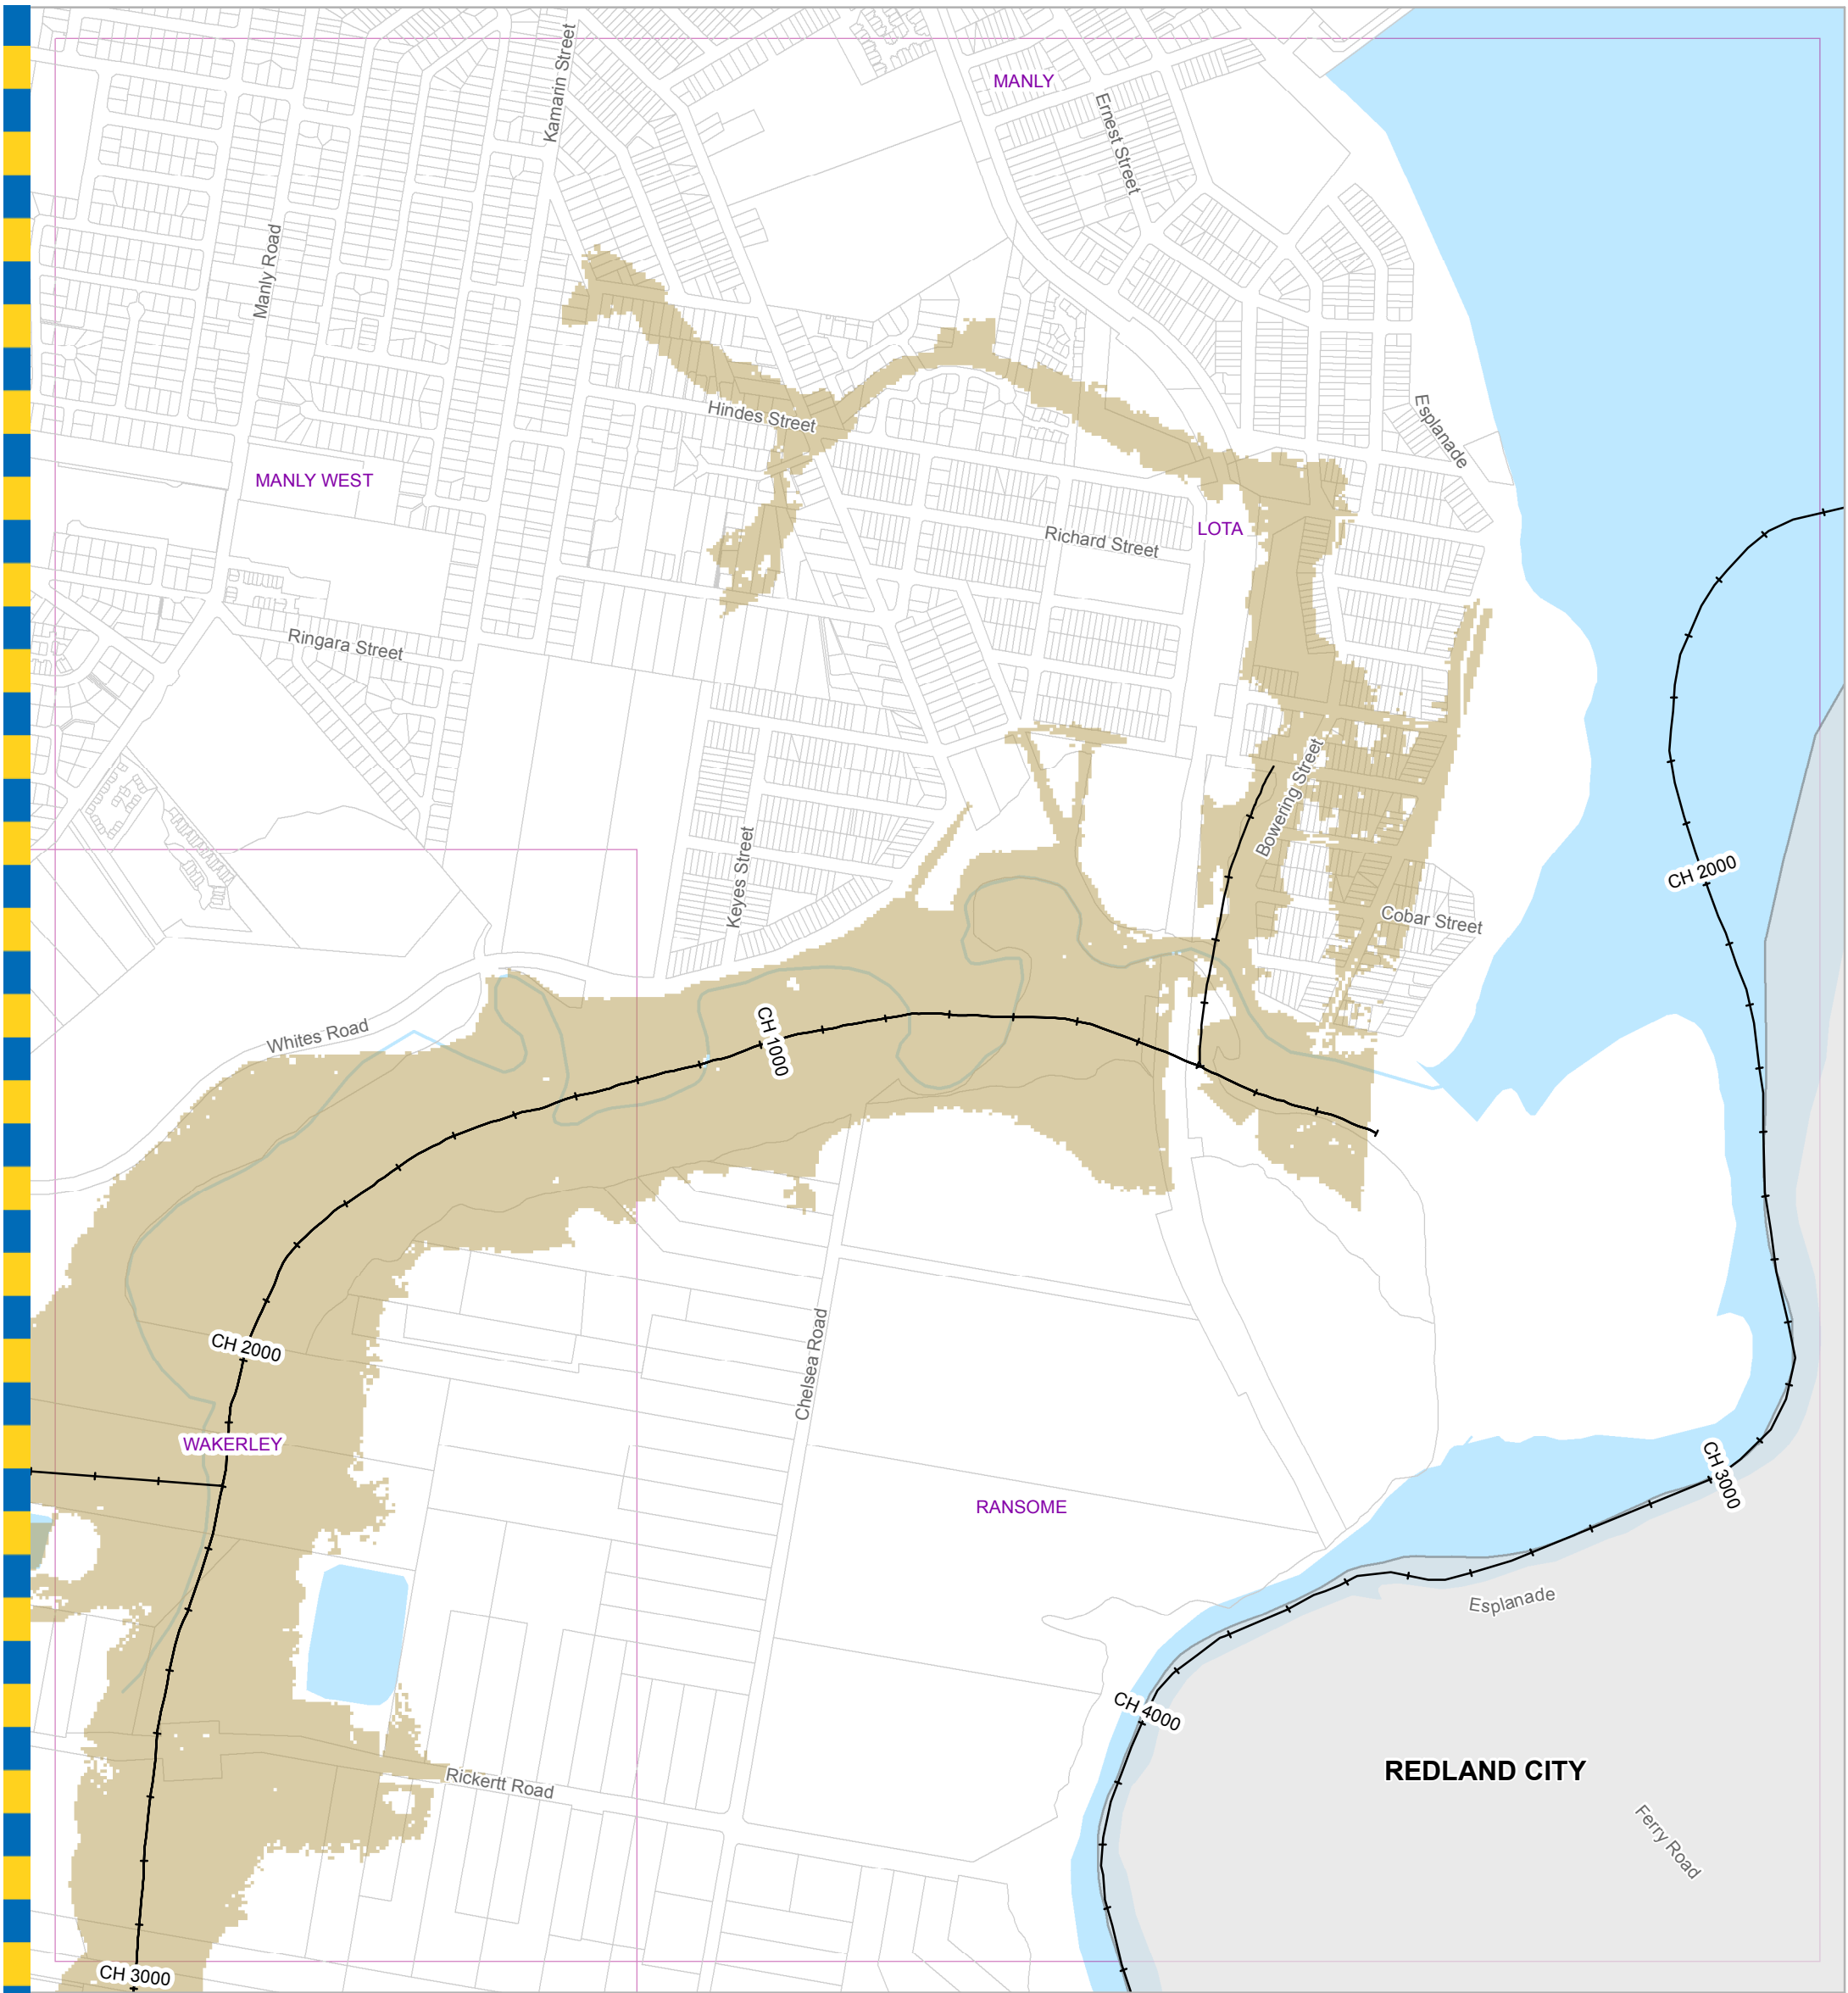 Kamarin Street
MANLY
Ernest Street
Manly Road
Hindes Street
Esplanade
MANLY WEST
LOTA
Richard Street
Ringara Street
Bowering Street
Keyes Street
CH 2000
Cobar Street
Whites Road
CH 1000
CH 2000
Chelsea Road
WAKERLEY
CH 3000
RANSOME
Esplanade
CH 4000
REDLAND CITY
Rickertt Road
Ferry Road
CH 3000